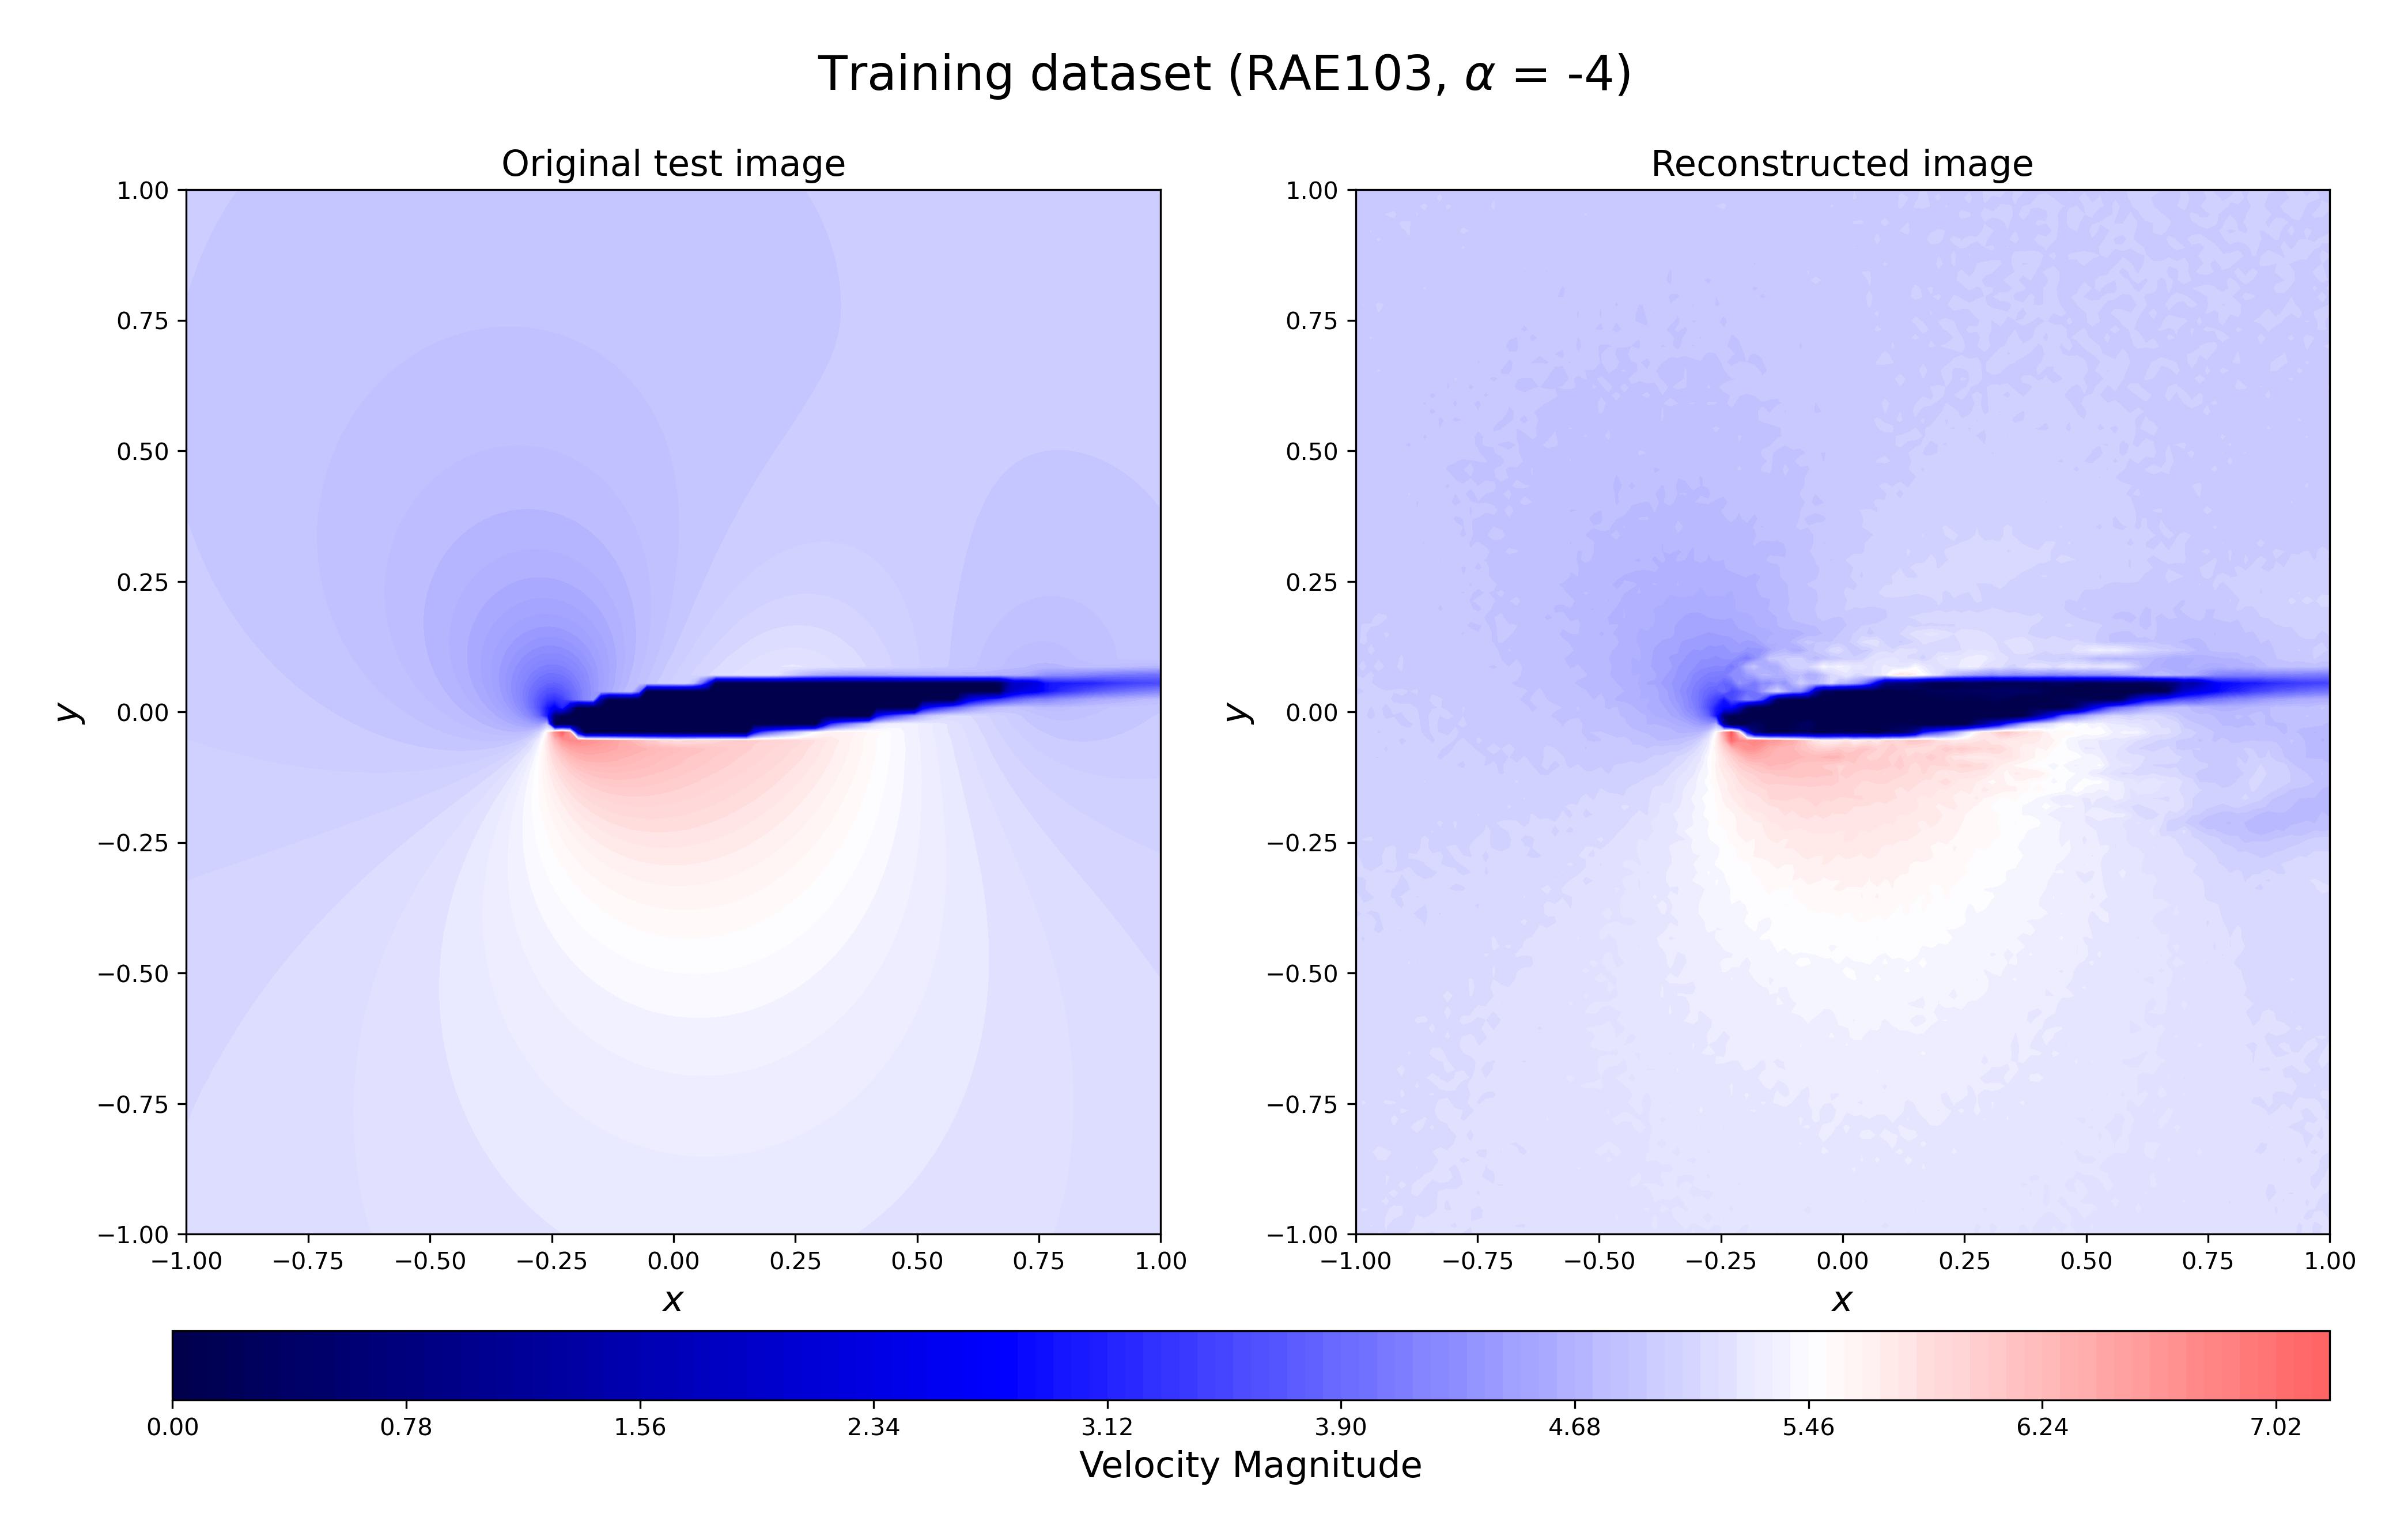 Training dataset (RAE103, α = -4)
Original test image
Reconstructed image
1.00
0.75
0.50
0.25
0.00
−0.25
−0.50
−0.75
−1.00
y
−1.00 −0.75 −0.50 −0.25 0.00 0.25 0.50 0.75 1.00
x
1.00
0.75
0.50
0.25
0.00
−0.25
−0.50
−0.75
−1.00
y
−1.00 −0.75 −0.50 −0.25 0.00 0.25 0.50 0.75 1.00
x
0.00 0.78 1.56 2.34 3.12 3.90 4.68 5.46 6.24 7.02
Velocity Magnitude